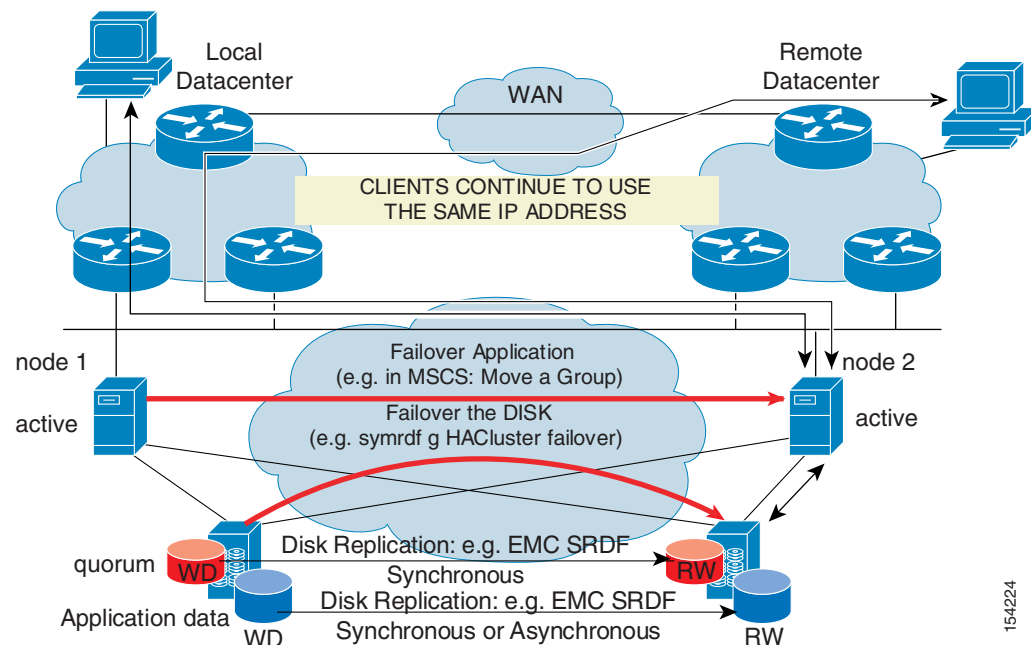 Local
Datacenter
Remote
Datacenter
WAN
CLIENTS CONTINUE TO USE
THE SAME IP ADDRESS
node 1
Failover Application
(e.g. in MSCS: Move a Group)
node 2
active
Failover the DISK
(e.g. symrdf g HACluster failover)
active
quorum
WD
Disk Replication: e.g. EMC SRDF
Synchronous
RW
Application data
WD
Disk Replication: e.g. EMC SRDF
Synchronous or Asynchronous
RW
154224